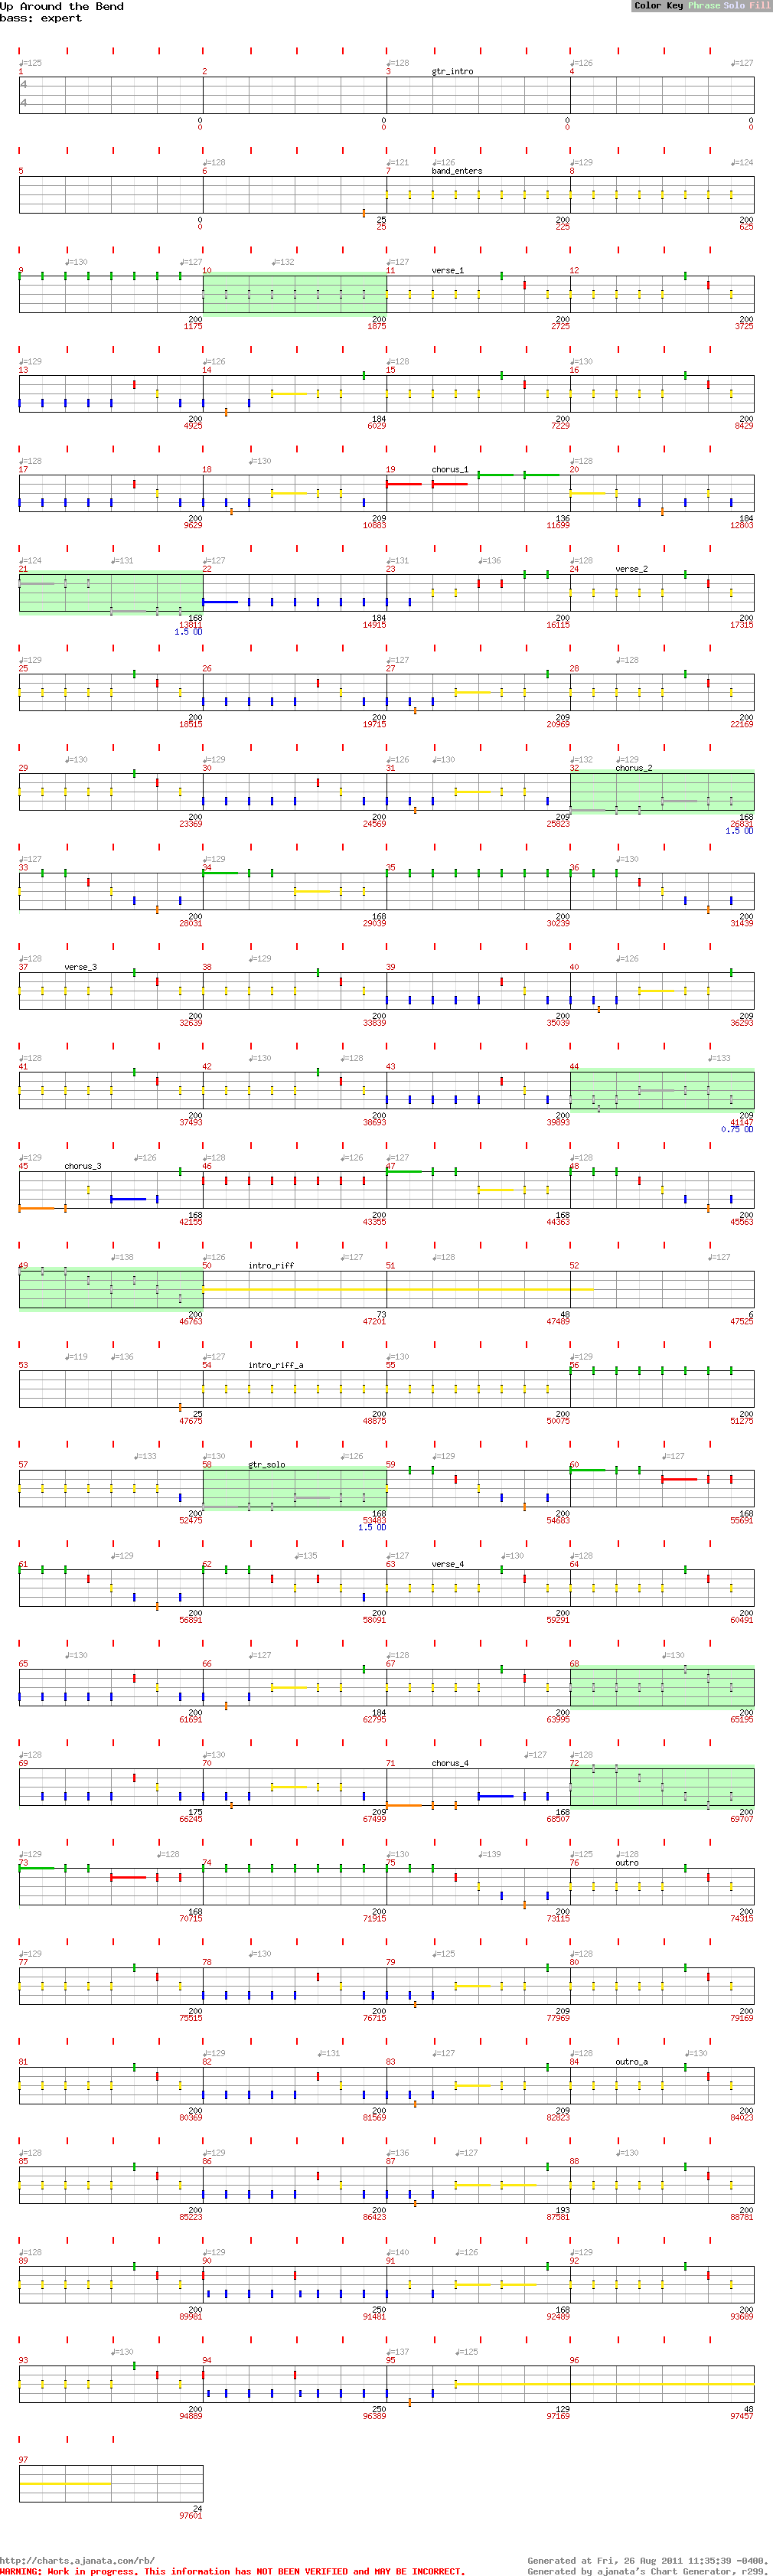 Up Around the Bend
Color Key Phrase Solo Fill
bass: expert
♩=125 ♩=128 ♩=126 ♩=127
1 2 3 gtr_intro 4
4
4
0 0 0 0
0 0 0 0
♩=128 ♩=121 ♩=126 ♩=129 ♩=124
5 6 7 band_enters 8
0 25 200 200
0 25 225 625
♩=130 ♩=127 ♩=132 ♩=127
9 10 11 verse_1 12
200 200 200 200
1175 1875 2725 3725
♩=129 ♩=126 ♩=128 ♩=130
13 14 15 16
200 184 200 200
4925 6029 7229 8429
♩=128 ♩=130 ♩=128
17 18 19 chorus_1 20
200 209 136 184
9629 10883 11699 12803
♩=124 ♩=131 ♩=127 ♩=131 ♩=136 ♩=128
21 22 23 24 verse_2
168 184 200 200
13811 14915 16115 17315
1.5 OD
♩=129 ♩=127 ♩=128
25 26 27 28
200 200 209 200
18515 19715 20969 22169
♩=130 ♩=129 ♩=126 ♩=130 ♩=132 ♩=129
29 30 31 32 chorus_2
200 200 209 168
23369 24569 25823 26831
1.5 OD
♩=127 ♩=129 ♩=130
33 34 35 36
200 168 200 200
28031 29039 30239 31439
♩=128 ♩=129 ♩=126
37 verse_3 38 39 40
200 200 200 209
32639 33839 35039 36293
♩=128 ♩=130 ♩=128 ♩=133
41 42 43 44
200 200 200 209
37493 38693 39893 41147
0.75 OD
♩=129 ♩=126 ♩=128 ♩=126 ♩=127 ♩=128
45 chorus_3 46 47 48
168 200 168 200
42155 43355 44363 45563
♩=138 ♩=126 ♩=127 ♩=128 ♩=127
49 50 intro_riff 51 52
200 73 48 6
46763 47201 47489 47525
♩=119 ♩=136 ♩=127 ♩=130 ♩=129
53 54 intro_riff_a 55 56
25 200 200 200
47675 48875 50075 51275
♩=133 ♩=130 ♩=126 ♩=129 ♩=127
57 58 gtr_solo 59 60
200 168 200 168
52475 53483 54683 55691
1.5 OD
♩=129 ♩=135 ♩=127 ♩=130 ♩=128
61 62 63 verse_4 64
200 200 200 200
56891 58091 59291 60491
♩=130 ♩=127 ♩=128 ♩=130
65 66 67 68
200 184 200 200
61691 62795 63995 65195
♩=128 ♩=130 ♩=127 ♩=128
69 70 71 chorus_4 72
175 209 168 200
66245 67499 68507 69707
♩=129 ♩=128 ♩=130 ♩=139 ♩=125 ♩=128
73 74 75 76 outro
168 200 200 200
70715 71915 73115 74315
♩=129 ♩=130 ♩=125 ♩=128
77 78 79 80
200 200 209 200
75515 76715 77969 79169
♩=129 ♩=131 ♩=127 ♩=128 ♩=130
81 82 83 84 outro_a
200 200 209 200
80369 81569 82823 84023
♩=128 ♩=129 ♩=136 ♩=127 ♩=130
85 86 87 88
200 200 193 200
85223 86423 87581 88781
♩=128 ♩=129 ♩=140 ♩=126 ♩=129
89 90 91 92
200 250 168 200
89981 91481 92489 93689
♩=130 ♩=137 ♩=125
93 94 95 96
200 250 129 48
94889 96389 97169 97457
97
24
97601
http://charts.ajanata.com/rb/
Generated at Fri, 26 Aug 2011 11:35:39 -0400.
WARNING: Work in progress. This information has NOT BEEN VERIFIED and MAY BE INCORRECT.
Generated by ajanata's Chart Generator, r299.